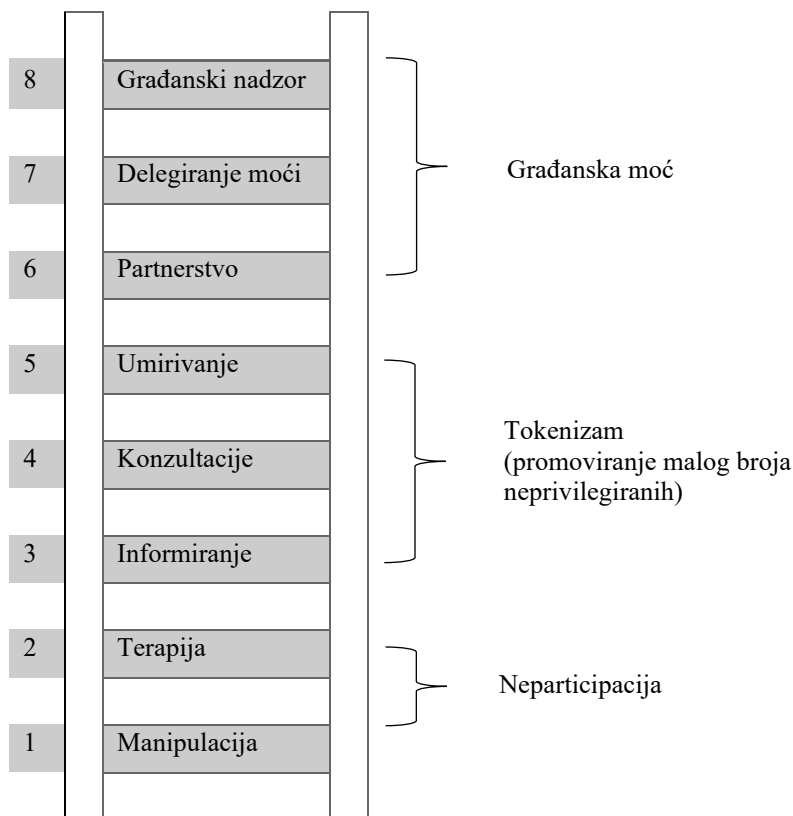 8 Građanski nadzor
7 Delegiranje moći
Građanska moć
6 Partnerstvo
5 Umirivanje
Tokenizam
(promoviranje malog broja
neprivilegiranih)
4 Konzultacije
3 Informiranje
2 Terapija
Neparticipacija
1 Manipulacija